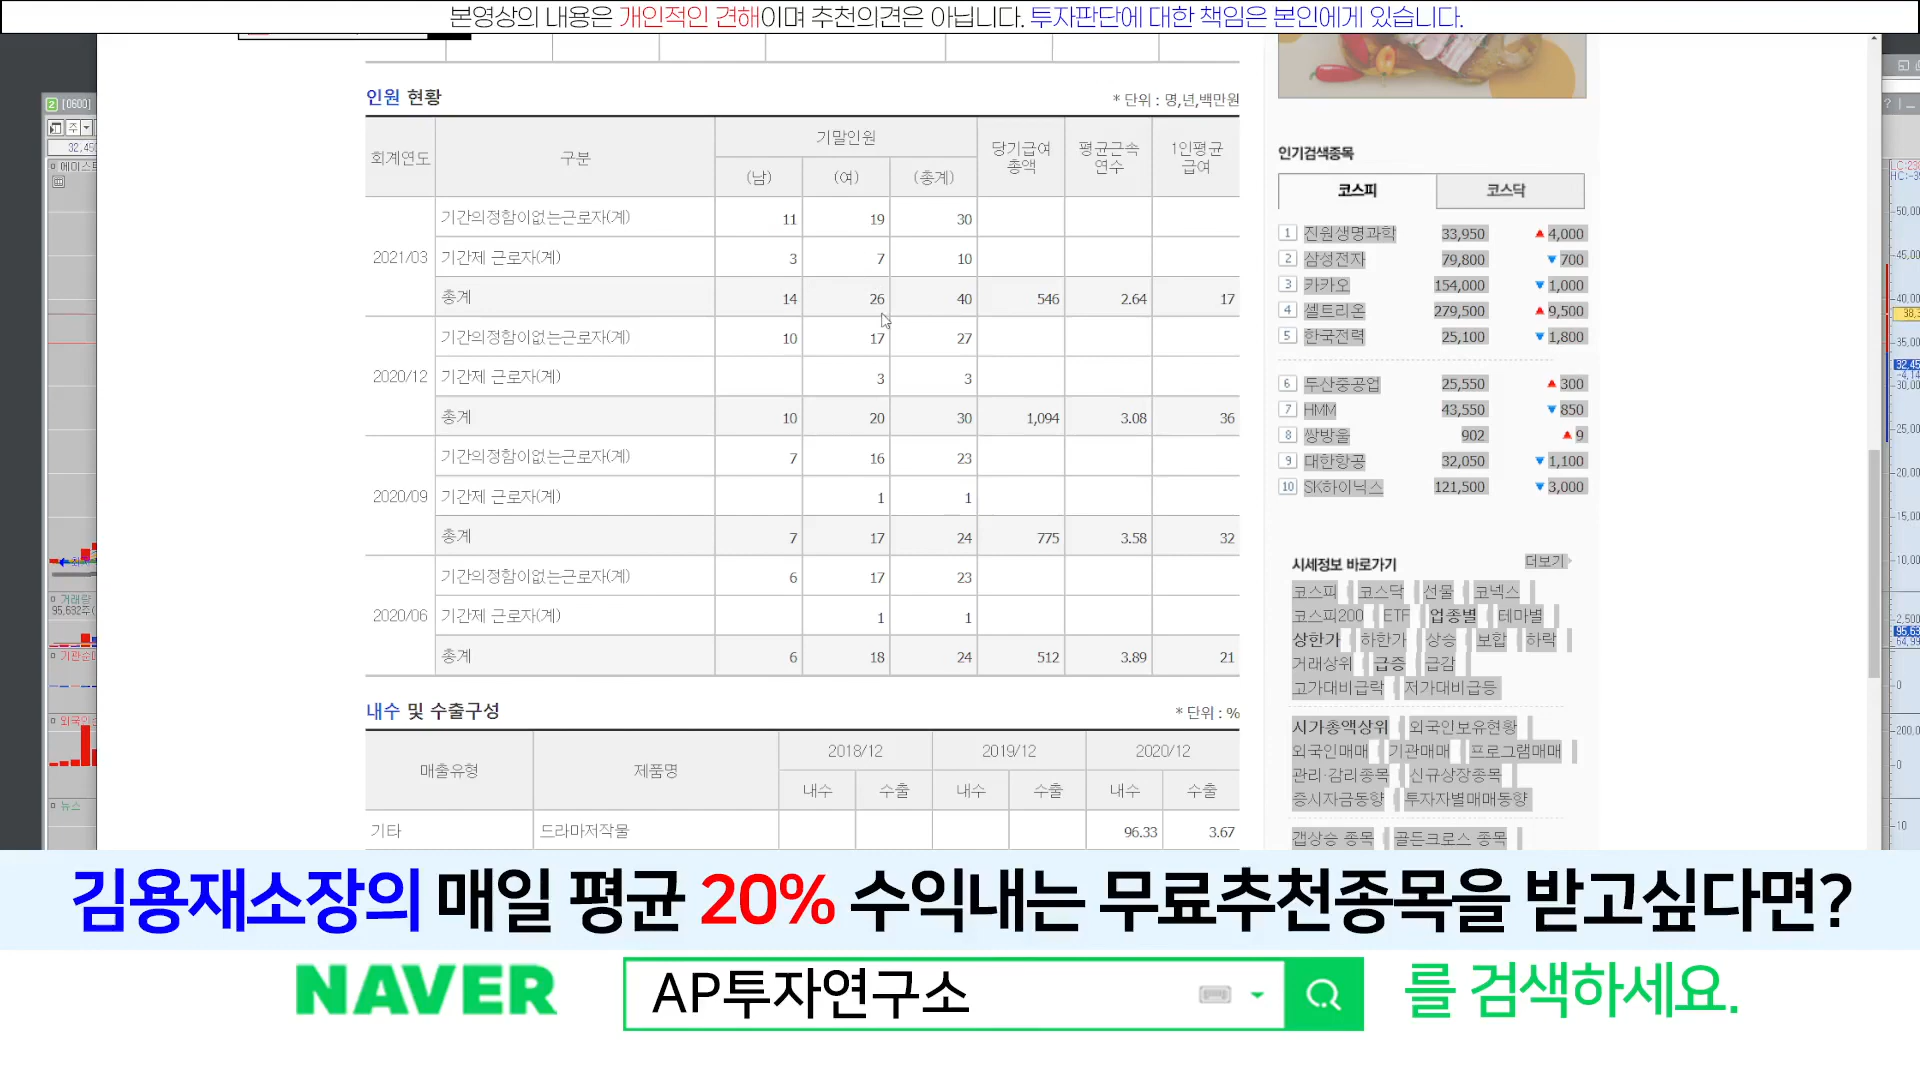 본영상의 내용은 개인적인 견해이며 추천의견은 아닙니다. 투자판단에 대한 책임은 본인에게 있습니다.
인원 현황
* 단위 : 명,년,백만원
회계연도 구분 기말인원 당기급여 총액 평균근속 연수 1인평균 급여
(남) (여) (총계)
2021/03
기간의정함이없는근로자(계) 11 19 30
기간제 근로자(계) 3 7 10
총계 14 26 40 546 2.64 17
2020/12
기간의정함이없는근로자(계) 10 17 27
기간제 근로자(계) 3 3
총계 10 20 30 1,094 3.08 36
2020/09
기간의정함이없는근로자(계) 7 16 23
기간제 근로자(계) 1 1
총계 7 17 24 775 3.58 32
2020/06
기간의정함이없는근로자(계) 6 17 23
기간제 근로자(계) 1 1
총계 6 18 24 512 3.89 21
내수 및 수출구성
* 단위 : %
매출유형 제품명 2018/12 2019/12 2020/12
내수 수출 내수 수출 내수 수출
기타 드라마저작물 96.33 3.67
인기검색종목
코스피 코스닥
1 진원생명과학 33,950 ▲ 4,000
2 삼성전자 79,800 ▼ 700
3 카카오 154,000 ▼ 1,000
4 셀트리온 279,500 ▲ 9,500
5 한국전력 25,100 ▼ 1,800
6 두산중공업 25,550 ▲ 300
7 HMM 43,550 ▼ 850
8 쌍방울 902 ▲ 9
9 대한항공 32,050 ▼ 1,100
10 SK하이닉스 121,500 ▼ 3,000
시세정보 바로가기 더보기
코스피 코스닥 선물 코넥스
코스피200 ETF 업종별 테마별
상한가 하한가 상승 보합 하락
거래상위 급증 급감
고가대비급락 저가대비급등
시가총액상위 외국인보유현황
외국인매매 기관매매 프로그램매매
관리·감리종목 신규상장종목
증시자금동향 투자자별매매동향
갭상승 종목 골든크로스 종목
2 [0600]
주
거래량
뉴스
김용재소장의 매일 평균 20% 수익내는 무료추천종목을 받고싶다면?
NAVER AP투자연구소 를 검색하세요.